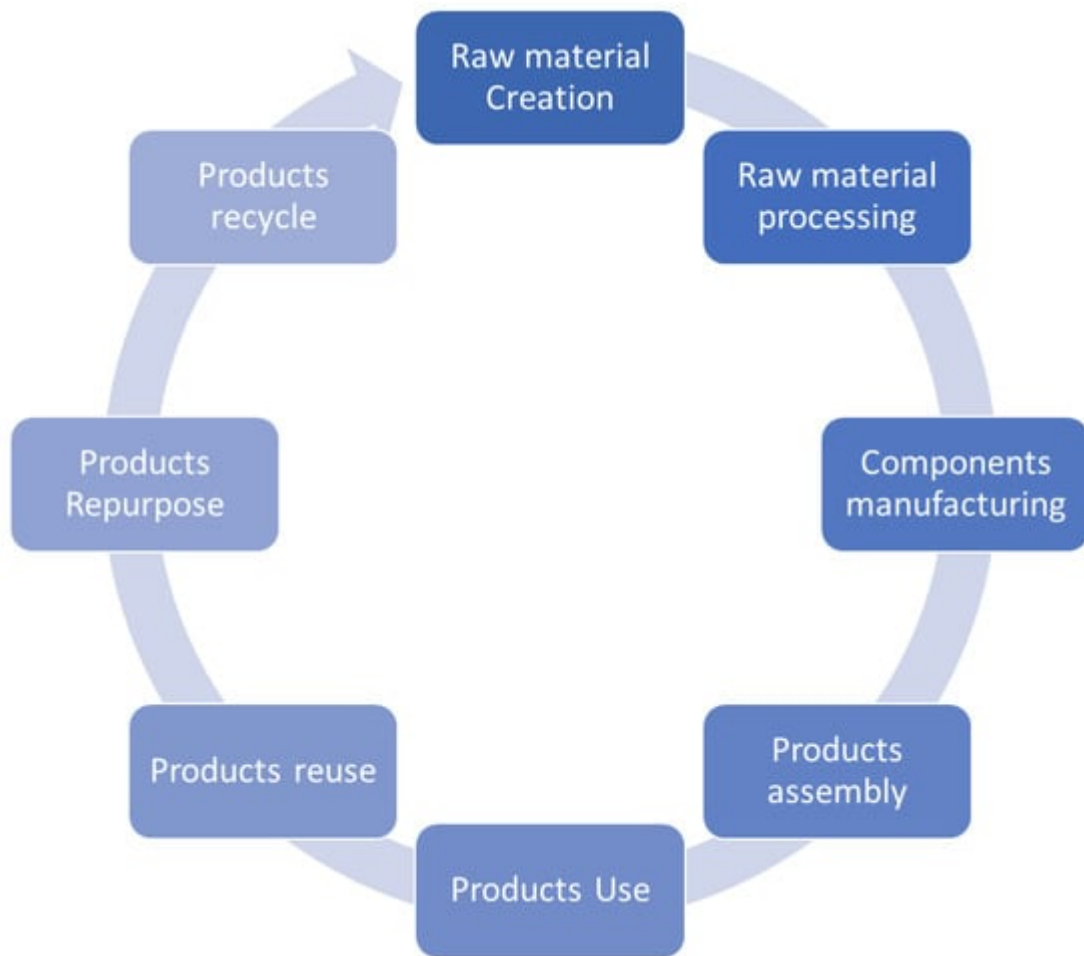 Raw material
Creation
Raw material
processing
Components
manufacturing
Products
assembly
Products Use
Products reuse
Products
Repurpose
Products
recycle